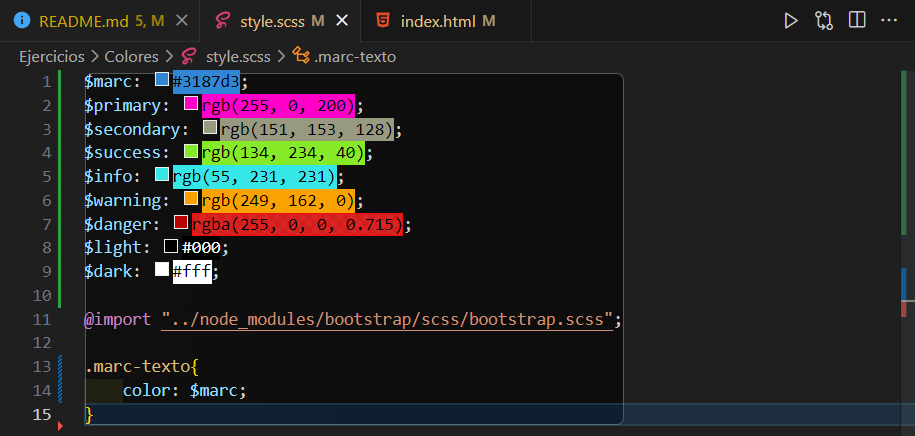 README.md 5, M style.scss M index.html M
Ejercicios > Colores > style.scss > .marc-texto
1 $marc: #3187d3;
2 $primary: rgb(255, 0, 200);
3 $secondary: rgb(151, 153, 128);
4 $success: rgb(134, 234, 40);
5 $info: rgb(55, 231, 231);
6 $warning: rgb(249, 162, 0);
7 $danger: rgba(255, 0, 0, 0.715);
8 $light: #000;
9 $dark: #fff;
10
11 @import "../node_modules/bootstrap/scss/bootstrap.scss";
12
13 .marc-texto{
14 color: $marc;
15 }